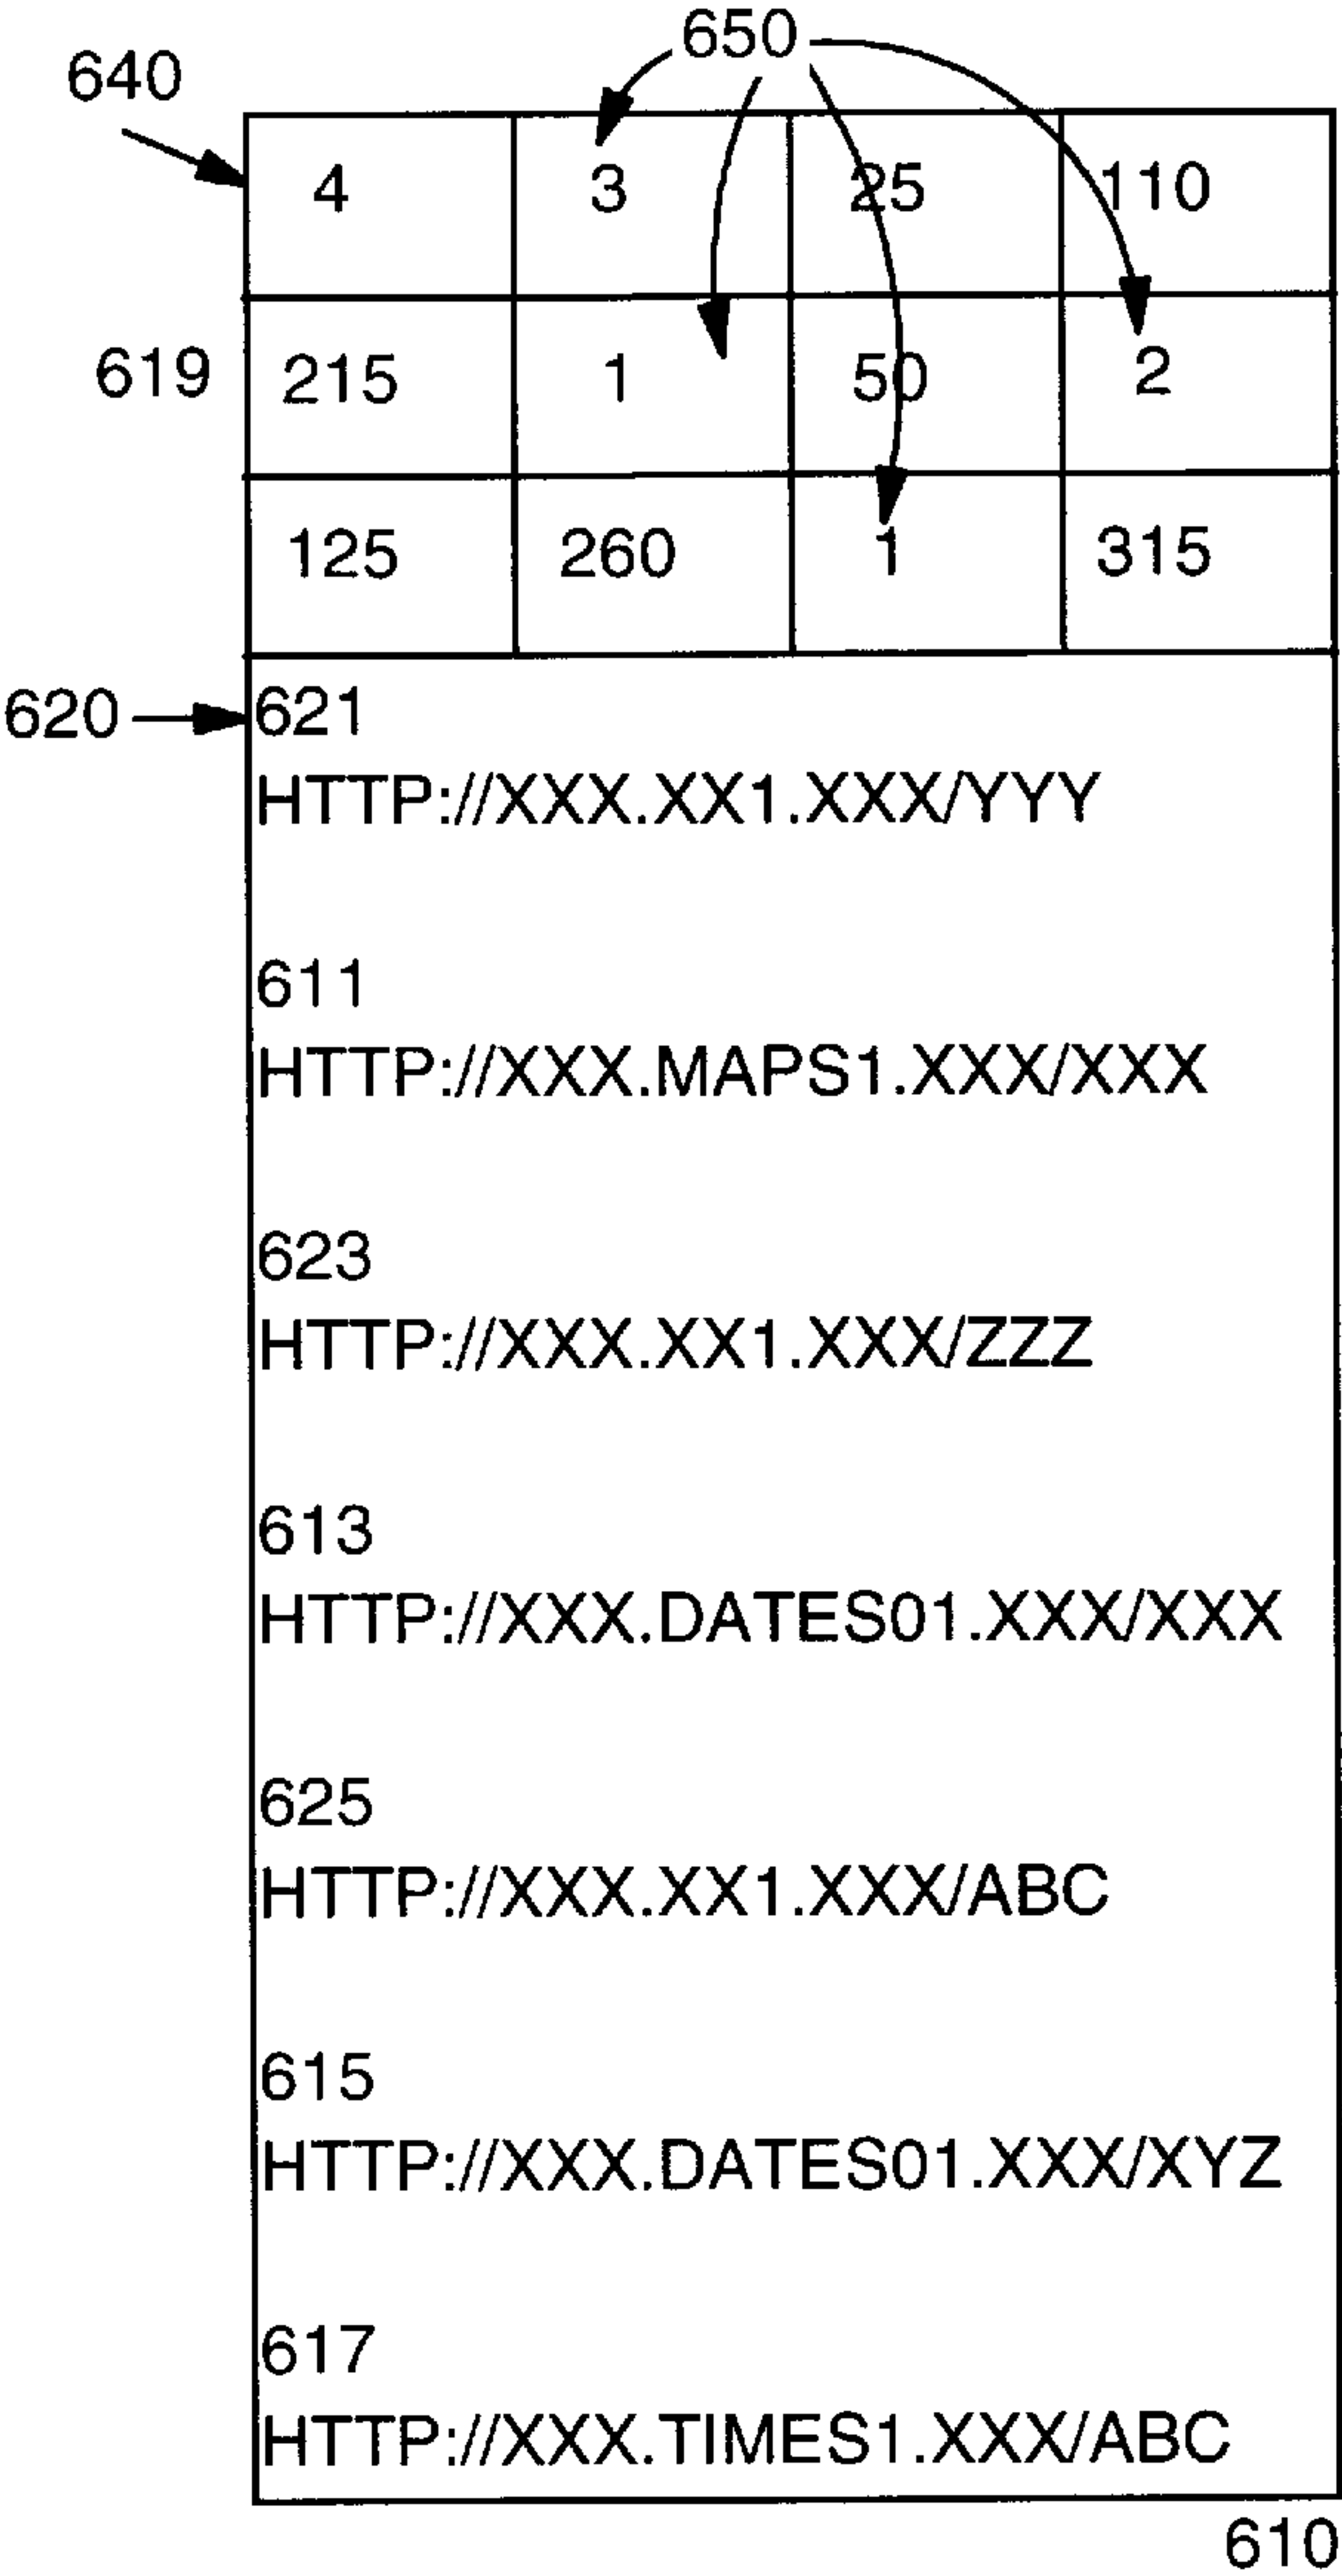 650
640
4 3 25 110
619 215 1 50 2
125 260 1 315
620 621
HTTP://XXX.XX1.XXX/YYY
611
HTTP://XXX.MAPS1.XXX/XXX
623
HTTP://XXX.XX1.XXX/ZZZ
613
HTTP://XXX.DATES01.XXX/XXX
625
HTTP://XXX.XX1.XXX/ABC
615
HTTP://XXX.DATES01.XXX/XYZ
617
HTTP://XXX.TIMES1.XXX/ABC
610